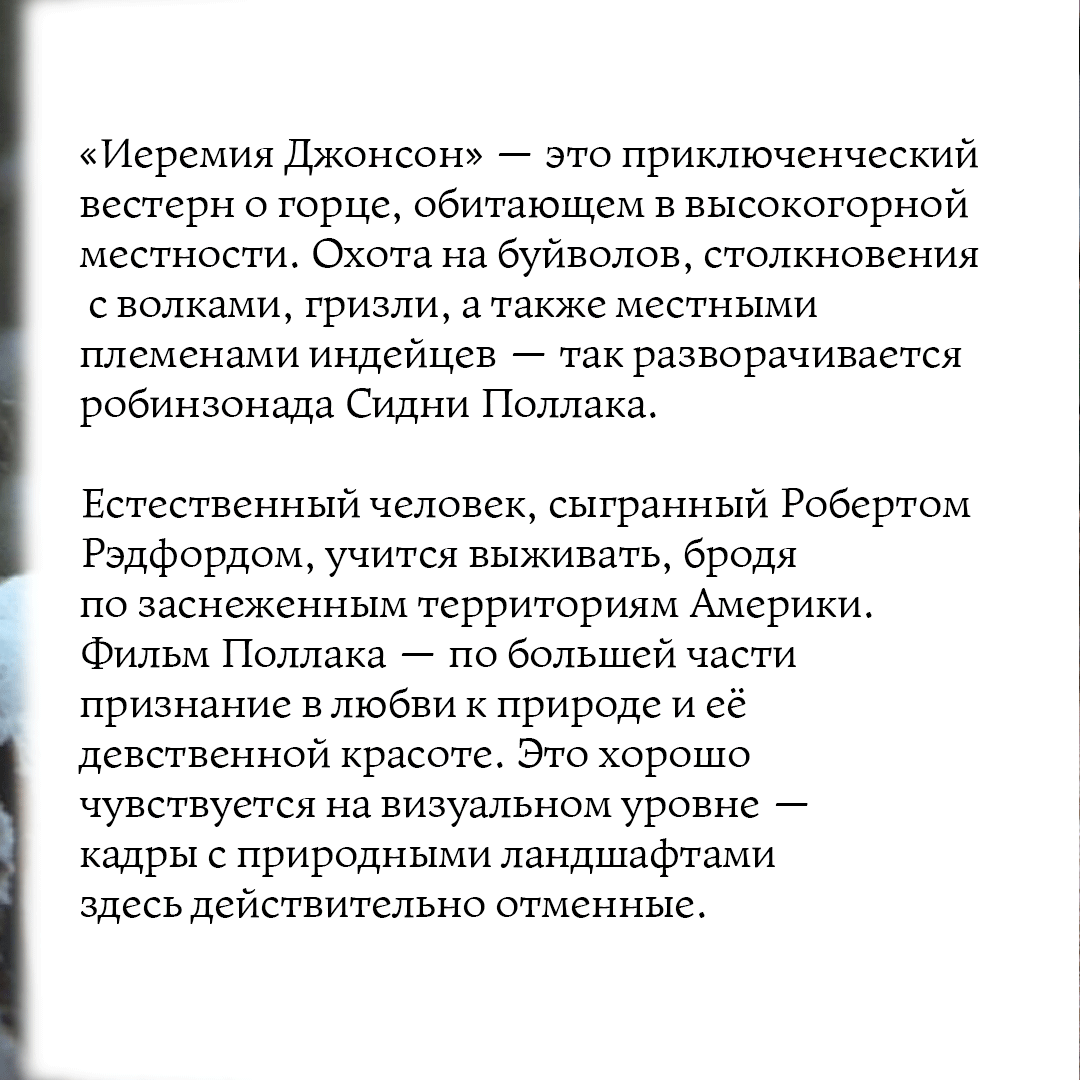 «Иеремия Джонсон» — это приключенческий
вестерн о горце, обитающем в высокогорной
местности. Охота на буйволов, столкновения
с волками, гризли, а также местными
племенами индейцев — так разворачивается
робинзонада Сидни Поллака.
Естественный человек, сыгранный Робертом
Рэдфордом, учится выживать, бродя
по заснеженным территориям Америки.
Фильм Поллака — по большей части
признание в любви к природе и её
девственной красоте. Это хорошо
чувствуется на визуальном уровне —
кадры с природными ландшафтами
здесь действительно отменные.